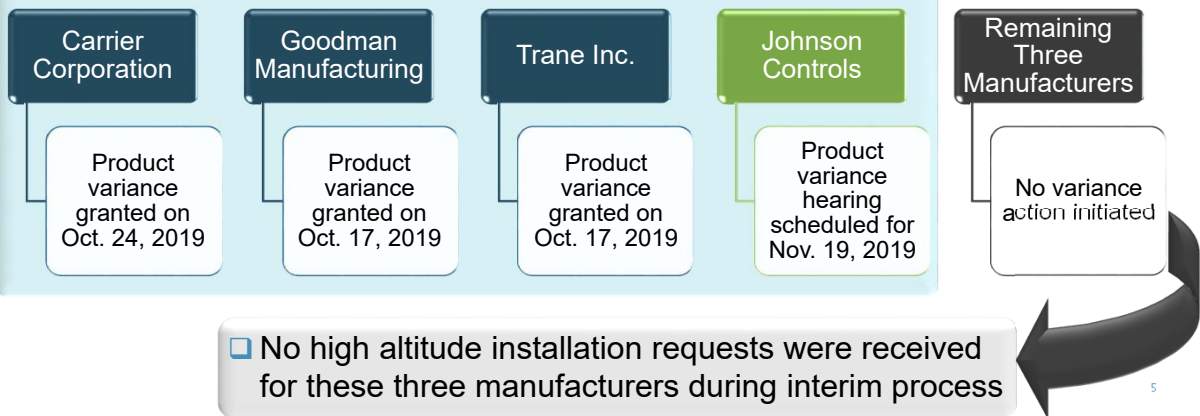 Carrier
Corporation
Product
variance
granted on
Oct. 24, 2019
Goodman
Manufacturing
Product
variance
granted on
Oct. 17, 2019
Trane Inc.
Product
variance
granted on
Oct. 17, 2019
Johnson
Controls
Product
variance
hearing
scheduled for
Nov. 19, 2019
Remaining
Three
Manufacturers
No variance
action initiated
No high altitude installation requests were received
for these three manufacturers during interim process
5